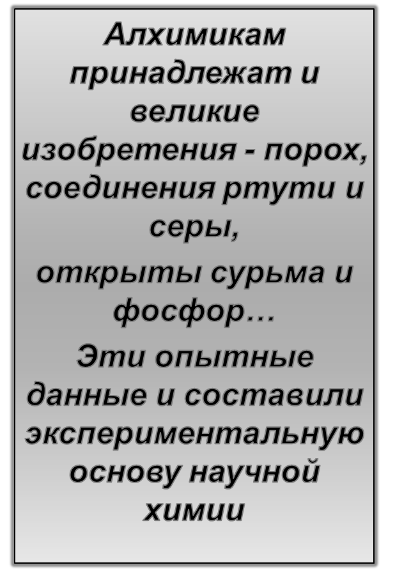 Алхимикам
принадлежат и
великие
изобретения - порох,
соединения ртути и
серы,
открыты сурьма и
фосфор…
Эти опытные
данные и составили
экспериментальную
основу научной
химии